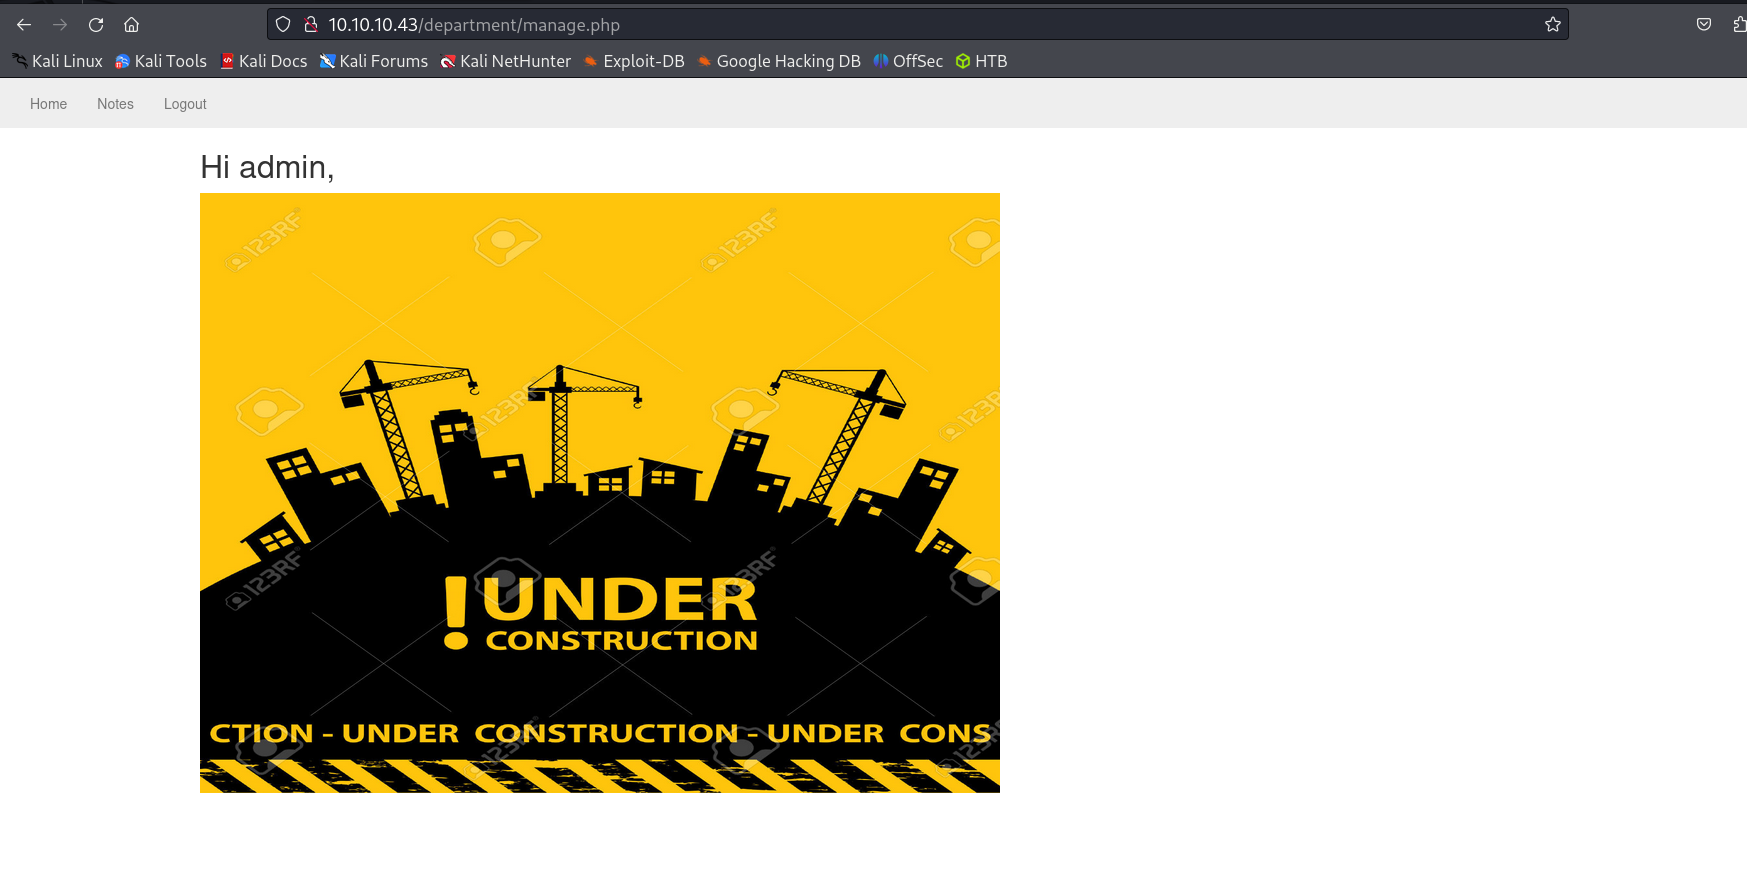 10.10.10.43/department/manage.php
Kali Linux Kali Tools Kali Docs Kali Forums Kali NetHunter Exploit-DB Google Hacking DB OffSec HTB
Home Notes Logout
Hi admin,
123RF 123RF
123RF 123RF
!UNDER
CONSTRUCTION
123RF 123RF
CTION - UNDER CONSTRUCTION - UNDER CONS
123RF 123RF